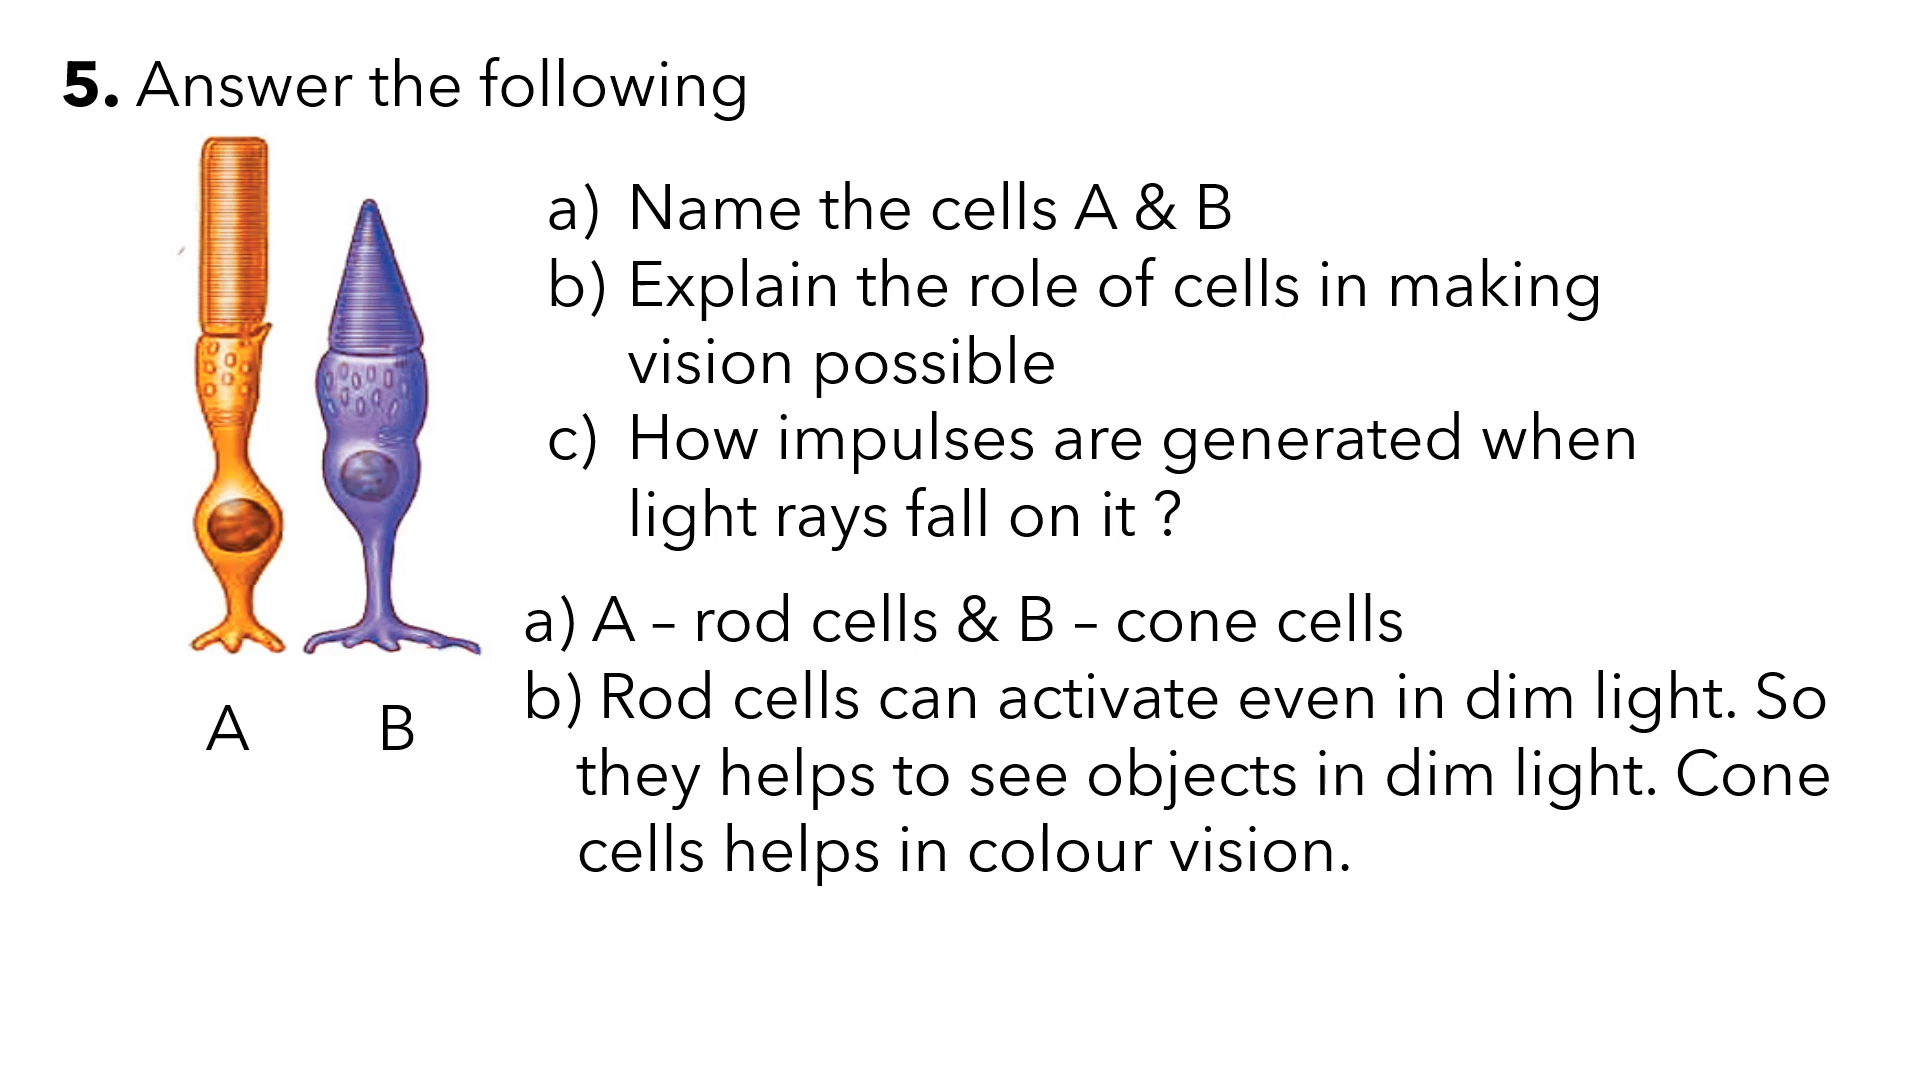 5. Answer the following
a) Name the cells A & B
b) Explain the role of cells in making
vision possible
c) How impulses are generated when
light rays fall on it ?
a) A – rod cells & B – cone cells
b) Rod cells can activate even in dim light. So
they helps to see objects in dim light. Cone
cells helps in colour vision.
A B